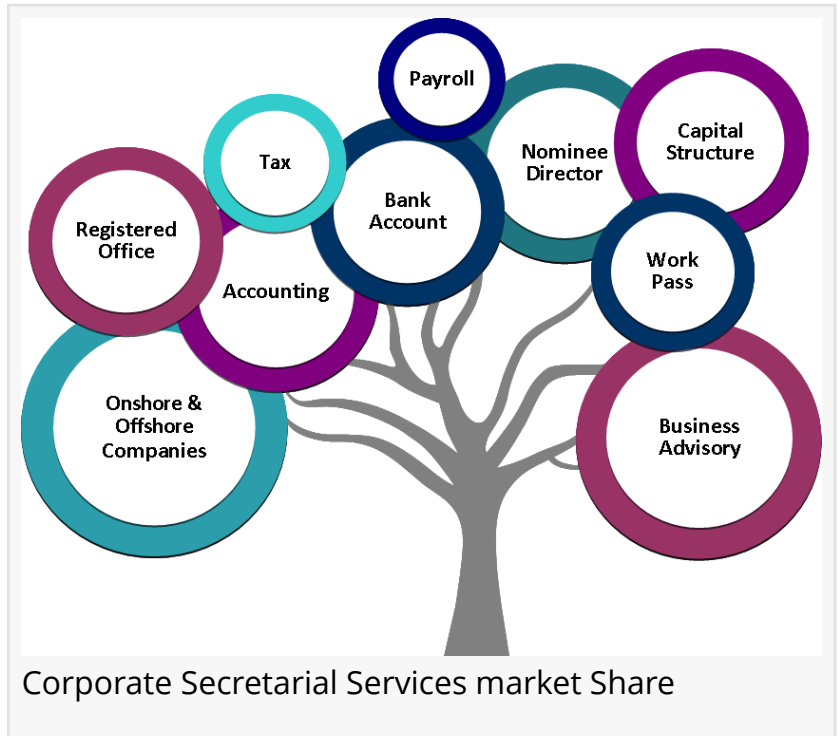 Payroll
Tax
Nominee
Director
Capital
Structure
Bank
Account
Registered
Office
Accounting
Work
Pass
Onshore &
Offshore
Companies
Business
Advisory
Corporate Secretarial Services market Share